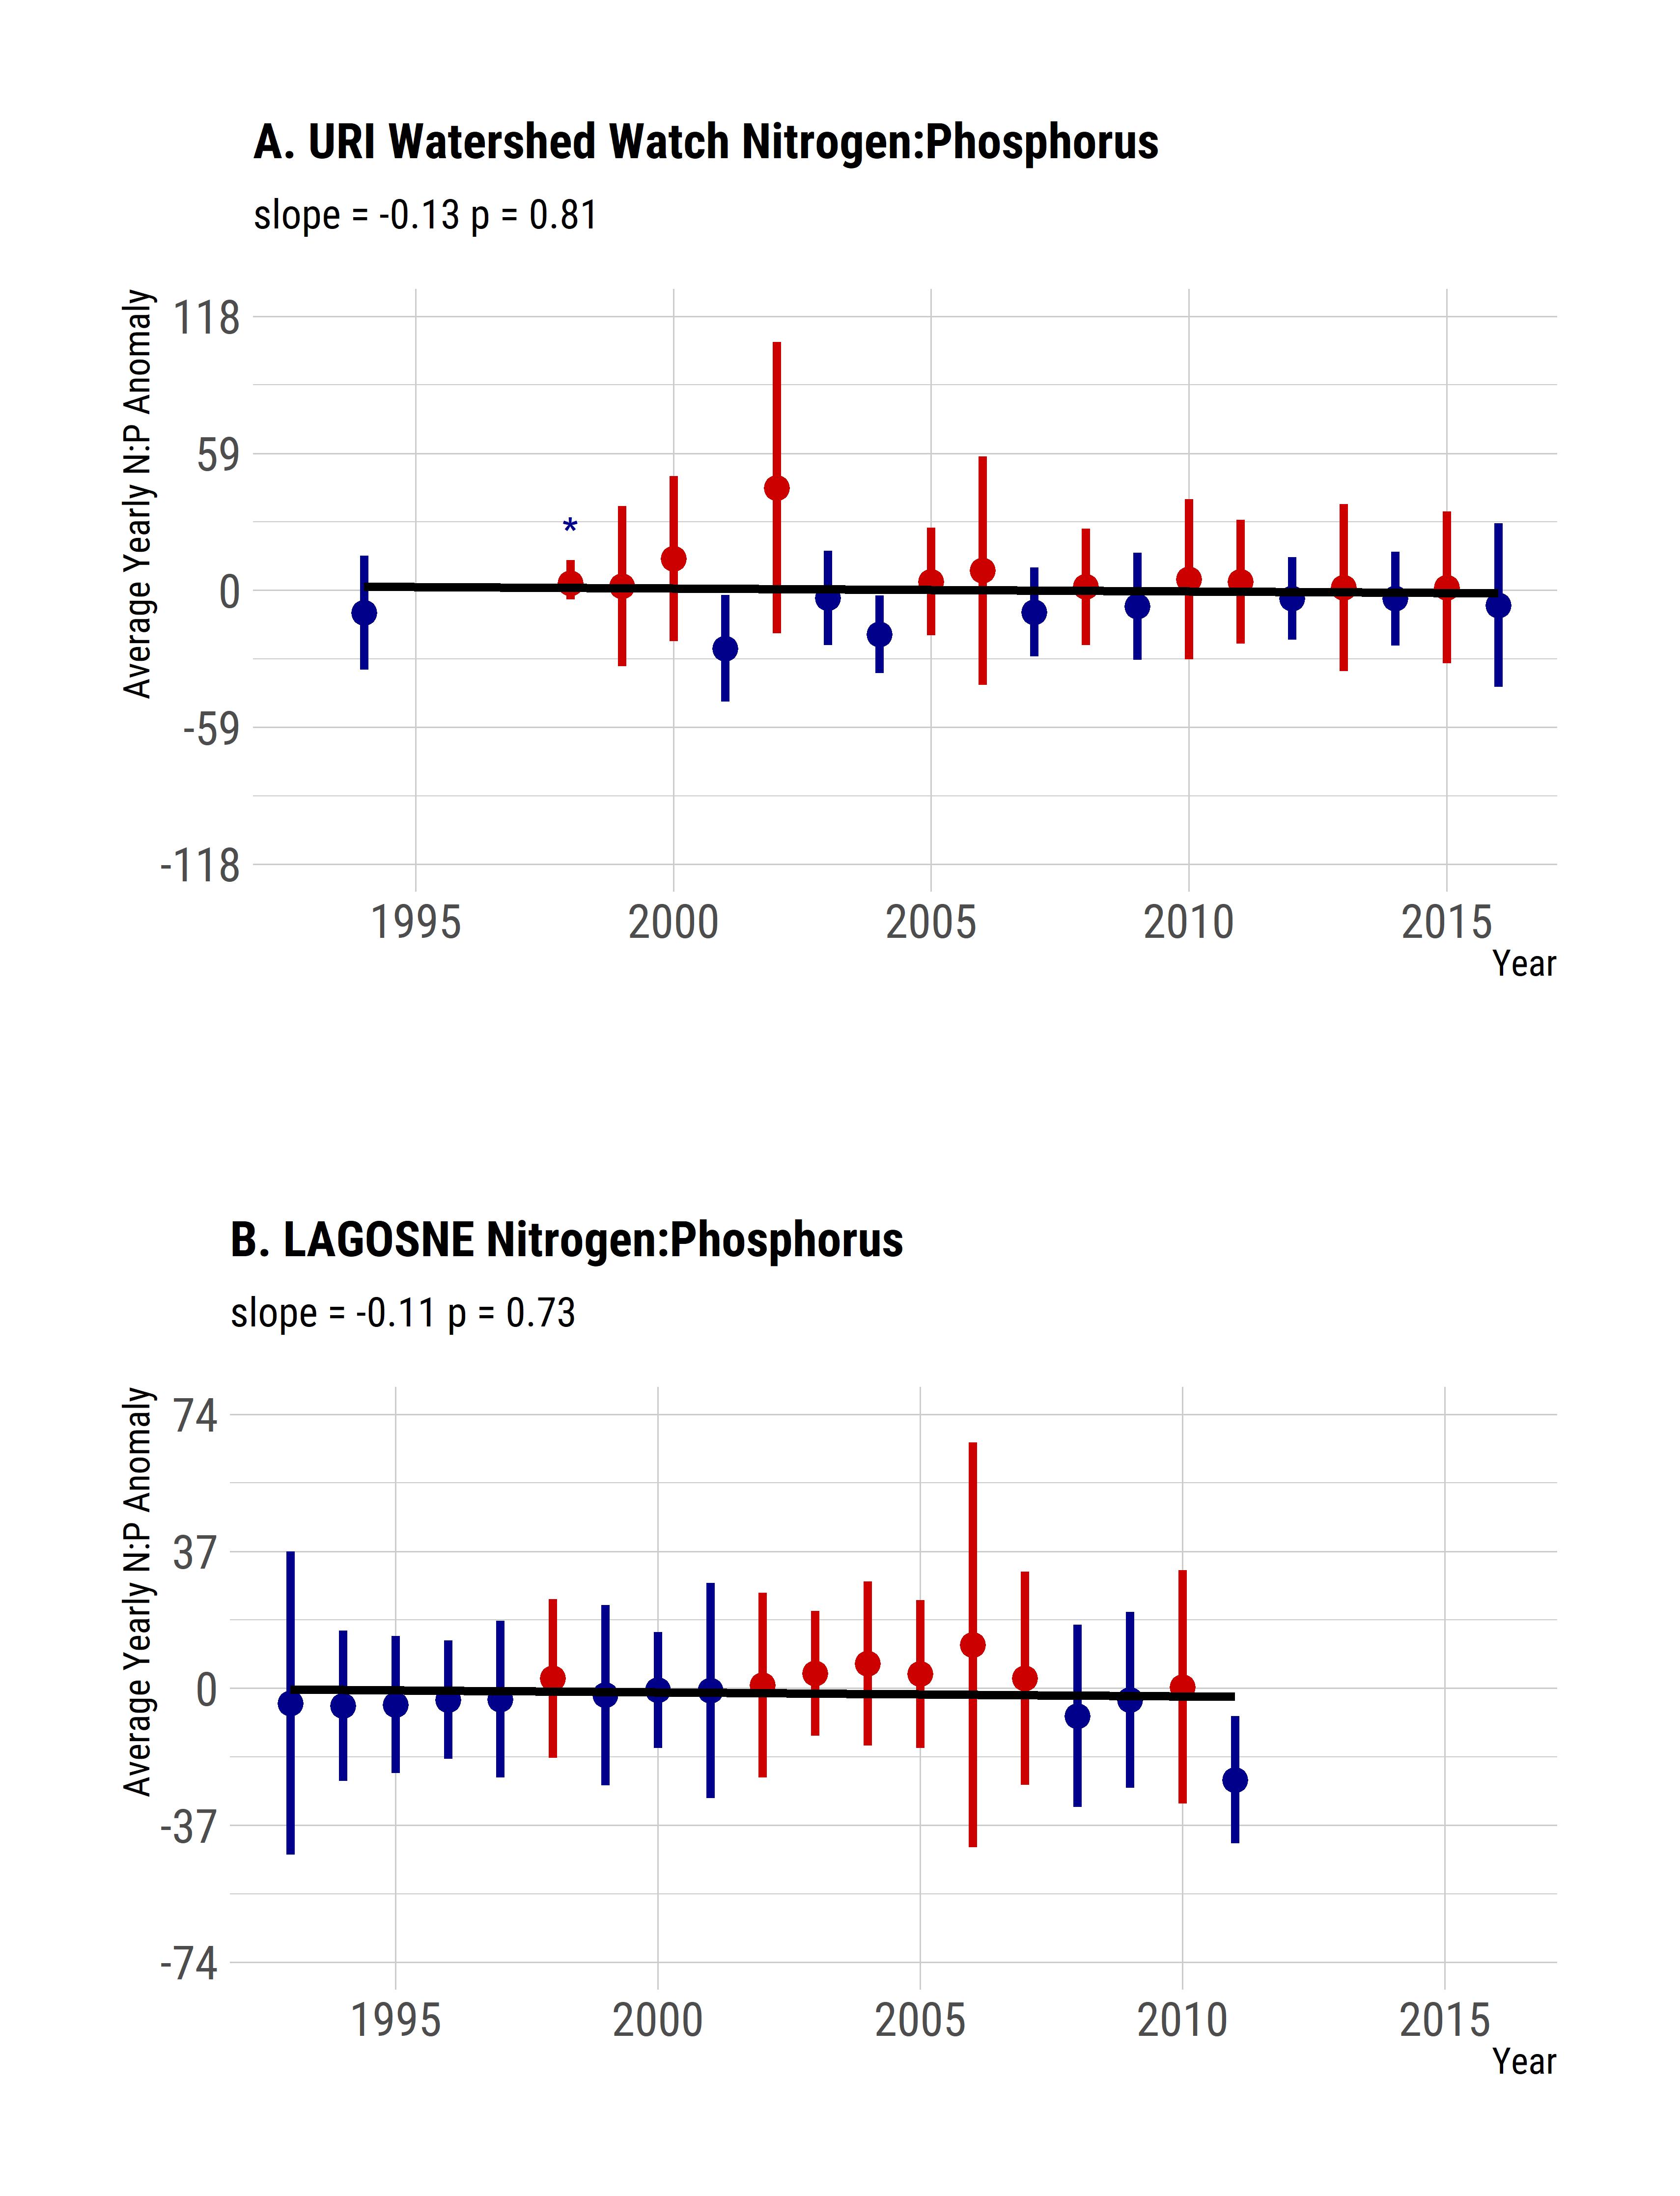 A. URI Watershed Watch Nitrogen:Phosphorus
slope = -0.13 p = 0.81
Average Yearly N:P Anomaly
118
59
0
-59
-118
*
1995 2000 2005 2010 2015
Year
B. LAGOSNE Nitrogen:Phosphorus
slope = -0.11 p = 0.73
Average Yearly N:P Anomaly
74
37
0
-37
-74
1995 2000 2005 2010 2015
Year